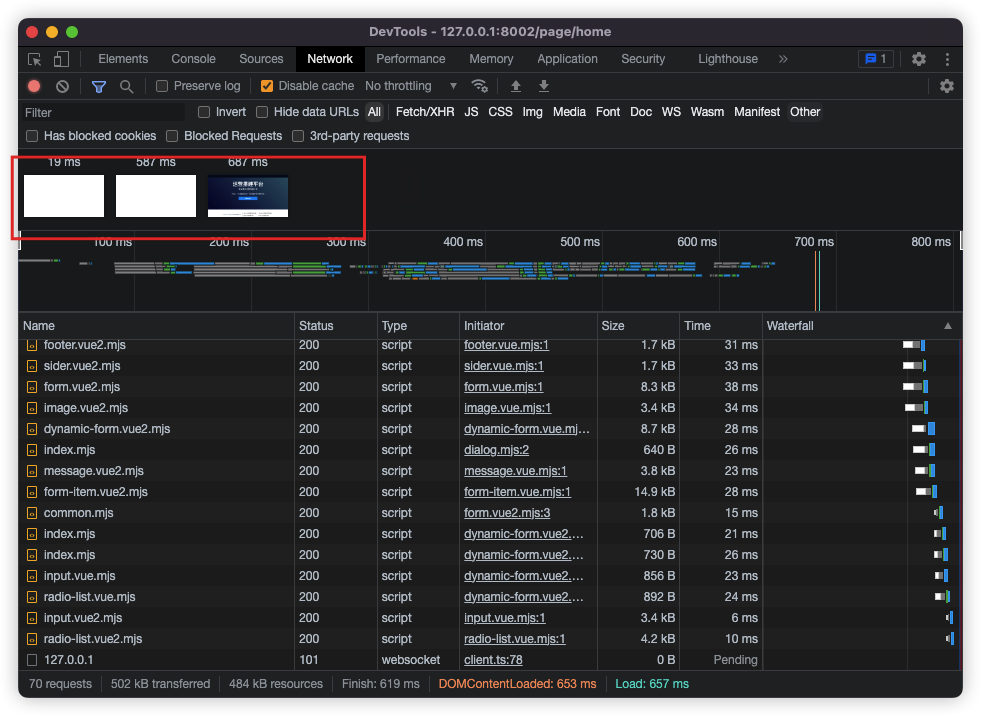 DevTools - 127.0.0.1:8002/page/home
Elements Console Sources Network Performance Memory Application Security Lighthouse » 1
Preserve log Disable cache No throttling
Filter Invert Hide data URLs All Fetch/XHR JS CSS Img Media Font Doc WS Wasm Manifest Other
Has blocked cookies Blocked Requests 3rd-party requests
19 ms 587 ms 687 ms
100 ms 200 ms 300 ms 400 ms 500 ms 600 ms 700 ms 800 ms
Name Status Type Initiator Size Time Waterfall
footer.vue2.mjs 200 script footer.vue.mjs:1 1.7 kB 31 ms
sider.vue2.mjs 200 script sider.vue.mjs:1 1.7 kB 33 ms
form.vue2.mjs 200 script form.vue.mjs:1 8.3 kB 38 ms
image.vue2.mjs 200 script image.vue.mjs:1 3.4 kB 34 ms
dynamic-form.vue2.mjs 200 script dynamic-form.vue.mj... 8.7 kB 28 ms
index.mjs 200 script dialog.mjs:2 640 B 26 ms
message.vue2.mjs 200 script message.vue.mjs:1 3.8 kB 23 ms
form-item.vue2.mjs 200 script form-item.vue.mjs:1 14.9 kB 28 ms
common.mjs 200 script form.vue2.mjs:3 1.8 kB 15 ms
index.mjs 200 script dynamic-form.vue2.... 706 B 21 ms
index.mjs 200 script dynamic-form.vue2.... 730 B 26 ms
input.vue.mjs 200 script dynamic-form.vue2.... 856 B 23 ms
radio-list.vue.mjs 200 script dynamic-form.vue2.... 892 B 24 ms
input.vue2.mjs 200 script input.vue.mjs:1 3.4 kB 6 ms
radio-list.vue2.mjs 200 script radio-list.vue.mjs:1 4.2 kB 10 ms
127.0.0.1 101 websocket client.ts:78 0 B Pending
70 requests 502 kB transferred 484 kB resources Finish: 619 ms DOMContentLoaded: 653 ms Load: 657 ms